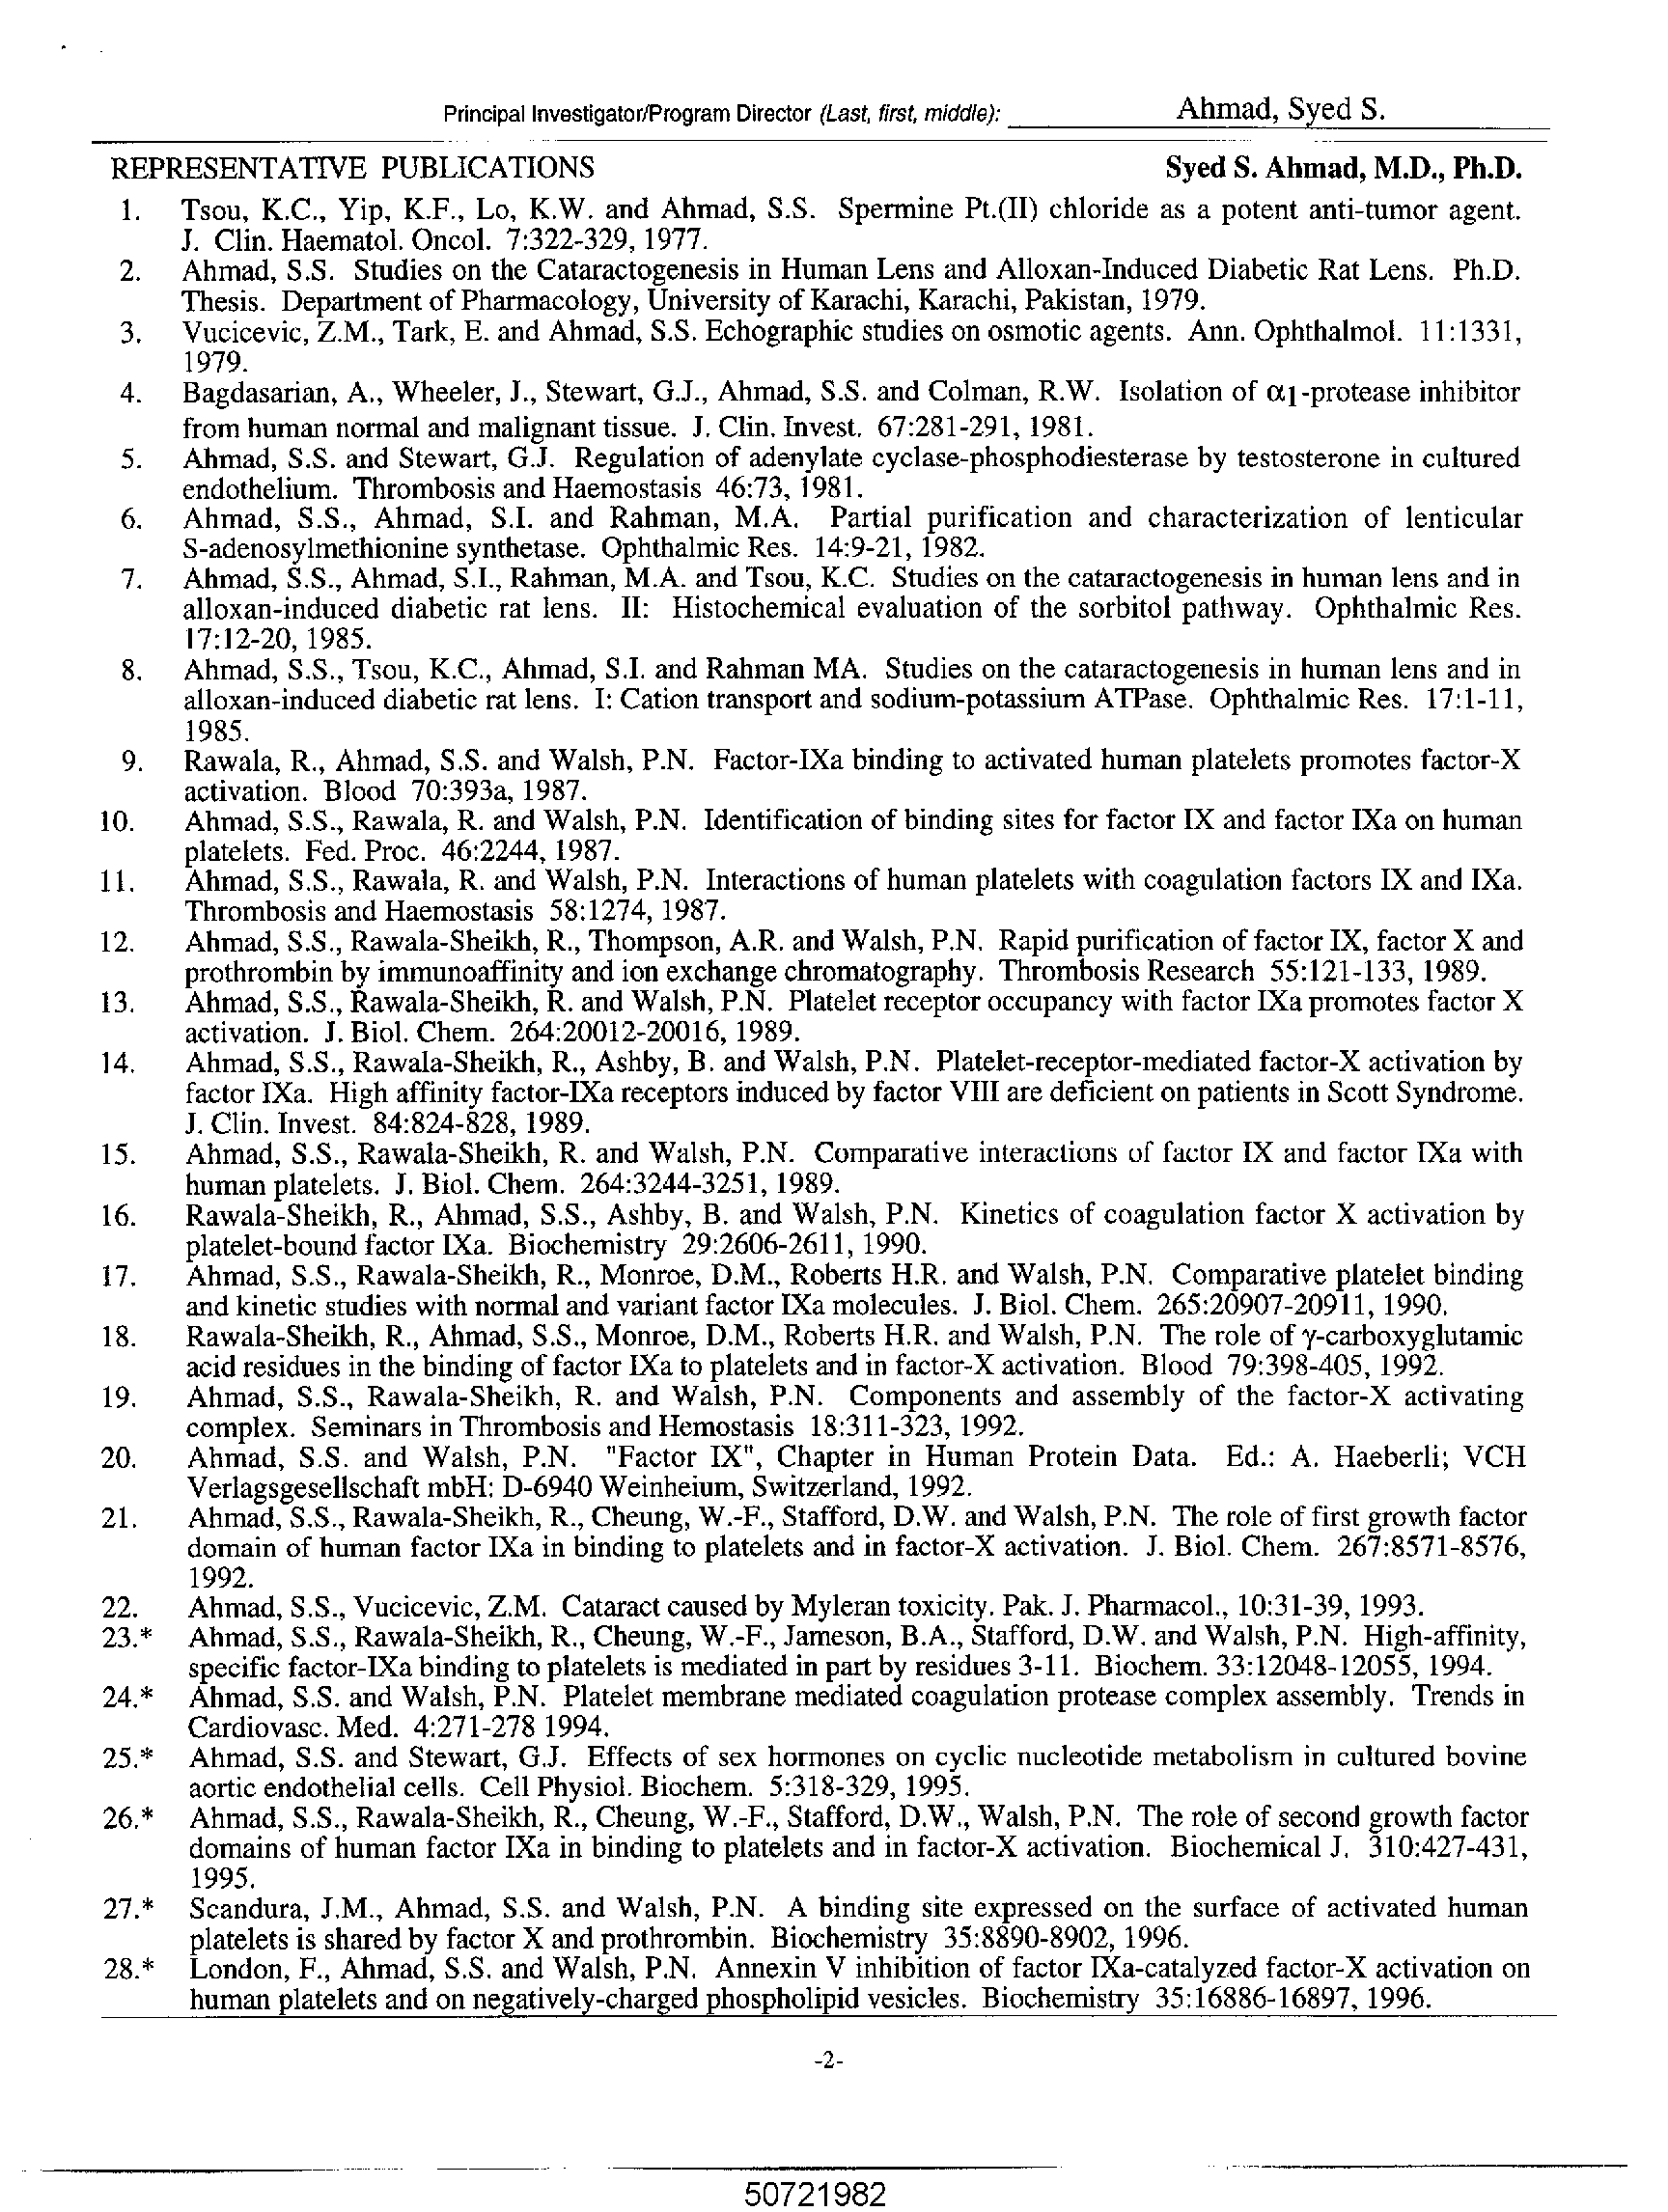 Principal Investigator/Program Director (Last, first, middle): Ahmad, Syed S.
REPRESENTATIVE PUBLICATIONS Syed S. Ahmad, M.D., Ph.D.
1. Tsou, K.C., Yip, K.F., Lo, K.W. and Ahmad, S.S. Spermine Pt.(II) chloride as a potent anti-tumor agent.
J. Clin. Haematol. Oncol. 7:322-329, 1977.
2. Ahmad, S.S. Studies on the Cataractogenesis in Human Lens and Alloxan-Induced Diabetic Rat Lens. Ph.D.
Thesis. Department of Pharmacology, University of Karachi, Karachi, Pakistan, 1979.
3. Vucicevic, Z.M., Tark, E. and Ahmad, S.S. Echographic studies on osmotic agents. Ann. Ophthalmol. 11:1331,
1979.
4. Bagdasarian, A., Wheeler, J., Stewart, G.J., Ahmad, S.S. and Colman, R.W. Isolation of α1-protease inhibitor
from human normal and malignant tissue. J. Clin. Invest. 67:281-291, 1981.
5. Ahmad, S.S. and Stewart, G.J. Regulation of adenylate cyclase-phosphodiesterase by testosterone in cultured
endothelium. Thrombosis and Haemostasis 46:73, 1981.
6. Ahmad, S.S., Ahmad, S.I. and Rahman, M.A. Partial purification and characterization of lenticular
S-adenosylmethionine synthetase. Ophthalmic Res. 14:9-21, 1982.
7. Ahmad, S.S., Ahmad, S.I., Rahman, M.A. and Tsou, K.C. Studies on the cataractogenesis in human lens and in
alloxan-induced diabetic rat lens. II: Histochemical evaluation of the sorbitol pathway. Ophthalmic Res.
17:12-20, 1985.
8. Ahmad, S.S., Tsou, K.C., Ahmad, S.I. and Rahman MA. Studies on the cataractogenesis in human lens and in
alloxan-induced diabetic rat lens. I: Cation transport and sodium-potassium ATPase. Ophthalmic Res. 17:1-11,
1985.
9. Rawala, R., Ahmad, S.S. and Walsh, P.N. Factor-IXa binding to activated human platelets promotes factor-X
activation. Blood 70:393a, 1987.
10. Ahmad, S.S., Rawala, R. and Walsh, P.N. Identification of binding sites for factor IX and factor IXa on human
platelets. Fed. Proc. 46:2244, 1987.
11. Ahmad, S.S., Rawala, R. and Walsh, P.N. Interactions of human platelets with coagulation factors IX and IXa.
Thrombosis and Haemostasis 58:1274, 1987.
12. Ahmad, S.S., Rawala-Sheikh, R., Thompson, A.R. and Walsh, P.N. Rapid purification of factor IX, factor X and
prothrombin by immunoaffinity and ion exchange chromatography. Thrombosis Research 55:121-133, 1989.
13. Ahmad, S.S., Rawala-Sheikh, R. and Walsh, P.N. Platelet receptor occupancy with factor IXa promotes factor X
activation. J. Biol. Chem. 264:20012-20016, 1989.
14. Ahmad, S.S., Rawala-Sheikh, R., Ashby, B. and Walsh, P.N. Platelet-receptor-mediated factor-X activation by
factor IXa. High affinity factor-IXa receptors induced by factor VIII are deficient on patients in Scott Syndrome.
J. Clin. Invest. 84:824-828, 1989.
15. Ahmad, S.S., Rawala-Sheikh, R. and Walsh, P.N. Comparative interactions of factor IX and factor IXa with
human platelets. J. Biol. Chem. 264:3244-3251, 1989.
16. Rawala-Sheikh, R., Ahmad, S.S., Ashby, B. and Walsh, P.N. Kinetics of coagulation factor X activation by
platelet-bound factor IXa. Biochemistry 29:2606-2611, 1990.
17. Ahmad, S.S., Rawala-Sheikh, R., Monroe, D.M., Roberts H.R. and Walsh, P.N. Comparative platelet binding
and kinetic studies with normal and variant factor IXa molecules. J. Biol. Chem. 265:20907-20911, 1990.
18. Rawala-Sheikh, R., Ahmad, S.S., Monroe, D.M., Roberts H.R. and Walsh, P.N. The role of γ-carboxyglutamic
acid residues in the binding of factor IXa to platelets and in factor-X activation. Blood 79:398-405, 1992.
19. Ahmad, S.S., Rawala-Sheikh, R. and Walsh, P.N. Components and assembly of the factor-X activating
complex. Seminars in Thrombosis and Hemostasis 18:311-323, 1992.
20. Ahmad, S.S. and Walsh, P.N. "Factor IX", Chapter in Human Protein Data. Ed.: A. Haeberli; VCH
Verlagsgesellschaft mbH: D-6940 Weinheium, Switzerland, 1992.
21. Ahmad, S.S., Rawala-Sheikh, R., Cheung, W.-F., Stafford, D.W. and Walsh, P.N. The role of first growth factor
domain of human factor IXa in binding to platelets and in factor-X activation. J. Biol. Chem. 267:8571-8576,
1992.
22. Ahmad, S.S., Vucicevic, Z.M. Cataract caused by Myleran toxicity. Pak. J. Pharmacol., 10:31-39, 1993.
23.* Ahmad, S.S., Rawala-Sheikh, R., Cheung, W.-F., Jameson, B.A., Stafford, D.W. and Walsh, P.N. High-affinity,
specific factor-IXa binding to platelets is mediated in part by residues 3-11. Biochem. 33:12048-12055, 1994.
24.* Ahmad, S.S. and Walsh, P.N. Platelet membrane mediated coagulation protease complex assembly. Trends in
Cardiovasc. Med. 4:271-278 1994.
25.* Ahmad, S.S. and Stewart, G.J. Effects of sex hormones on cyclic nucleotide metabolism in cultured bovine
aortic endothelial cells. Cell Physiol. Biochem. 5:318-329, 1995.
26.* Ahmad, S.S., Rawala-Sheikh, R., Cheung, W.-F., Stafford, D.W., Walsh, P.N. The role of second growth factor
domains of human factor IXa in binding to platelets and in factor-X activation. Biochemical J. 310:427-431,
1995.
27.* Scandura, J.M., Ahmad, S.S. and Walsh, P.N. A binding site expressed on the surface of activated human
platelets is shared by factor X and prothrombin. Biochemistry 35:8890-8902, 1996.
28.* London, F., Ahmad, S.S. and Walsh, P.N. Annexin V inhibition of factor IXa-catalyzed factor-X activation on
human platelets and on negatively-charged phospholipid vesicles. Biochemistry 35:16886-16897, 1996.
-2-
50721982